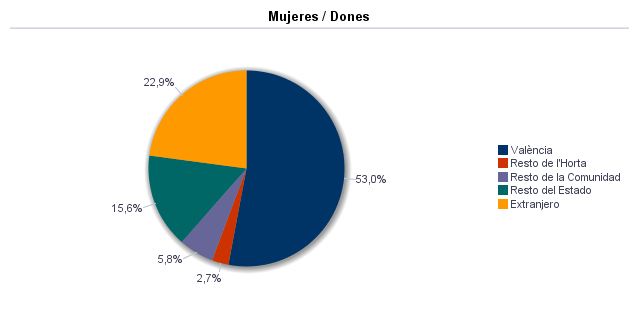 Mujeres / Dones
22,9%
53,0%
15,6%
5,8%
2,7%
València
Resto de l'Horta
Resto de la Comunidad
Resto del Estado
Extranjero